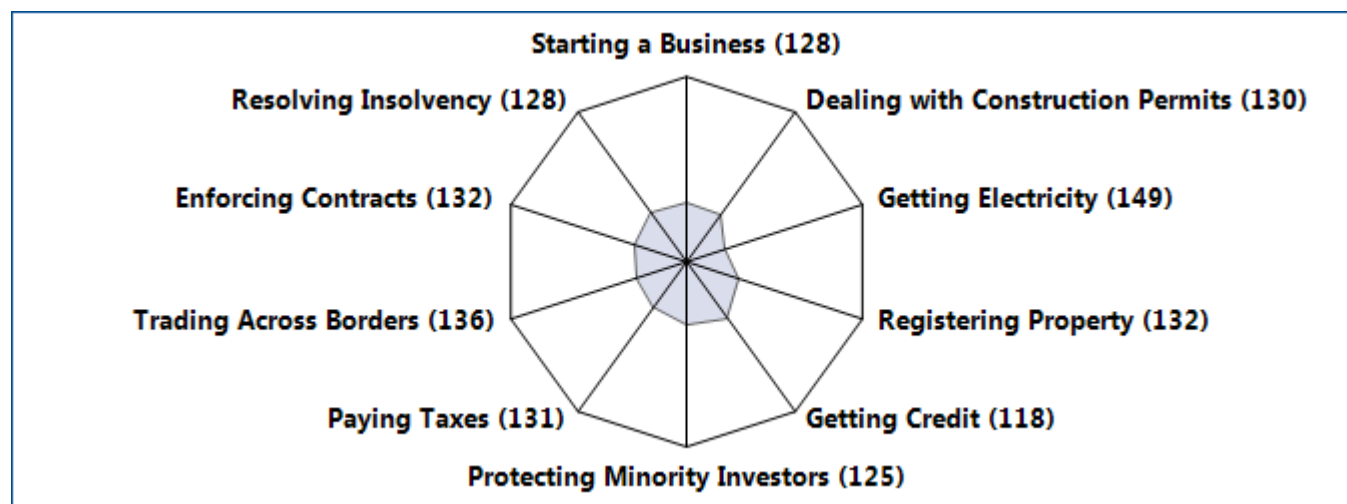 Starting a Business (128)
Resolving Insolvency (128)
Dealing with Construction Permits (130)
Enforcing Contracts (132)
Getting Electricity (149)
Trading Across Borders (136)
Registering Property (132)
Paying Taxes (131)
Getting Credit (118)
Protecting Minority Investors (125)